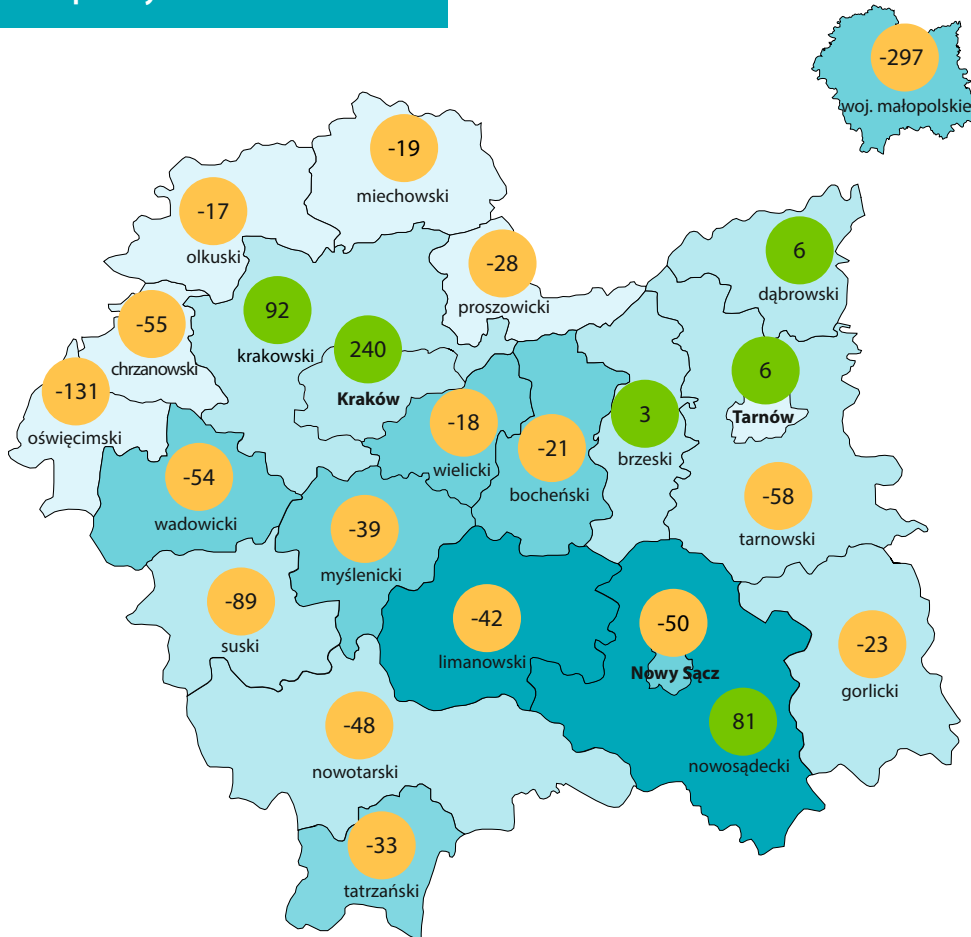 -297
woj. małopolskie
-19
miechowski
-17
olkuski
6
dąbrowski
-28
proszowicki
92
krakowski
-55
chrzanowski
240
Kraków
6
Tarnów
-131
oświęcimski
3
brzeski
-18
wielicki
-21
bocheński
-54
wadowicki
-58
tarnowski
-39
myślenicki
-89
suski
-42
limanowski
-50
Nowy Sącz
-23
gorlicki
81
nowosądecki
-48
nowotarski
-33
tatrzański